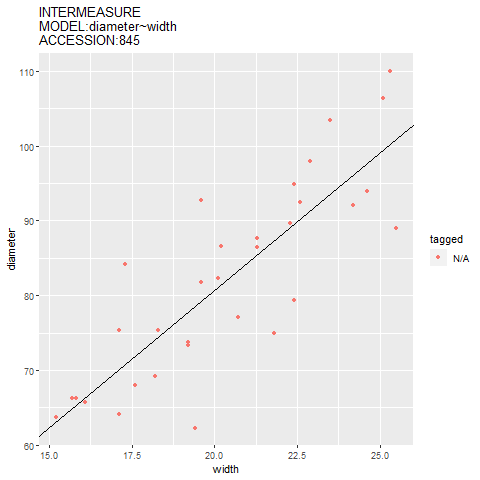 INTERMEASURE
MODEL:diameter~width
ACCESSION:845
110
100
90
80
70
60
diameter
15.0
17.5
20.0
22.5
25.0
width
tagged
N/A